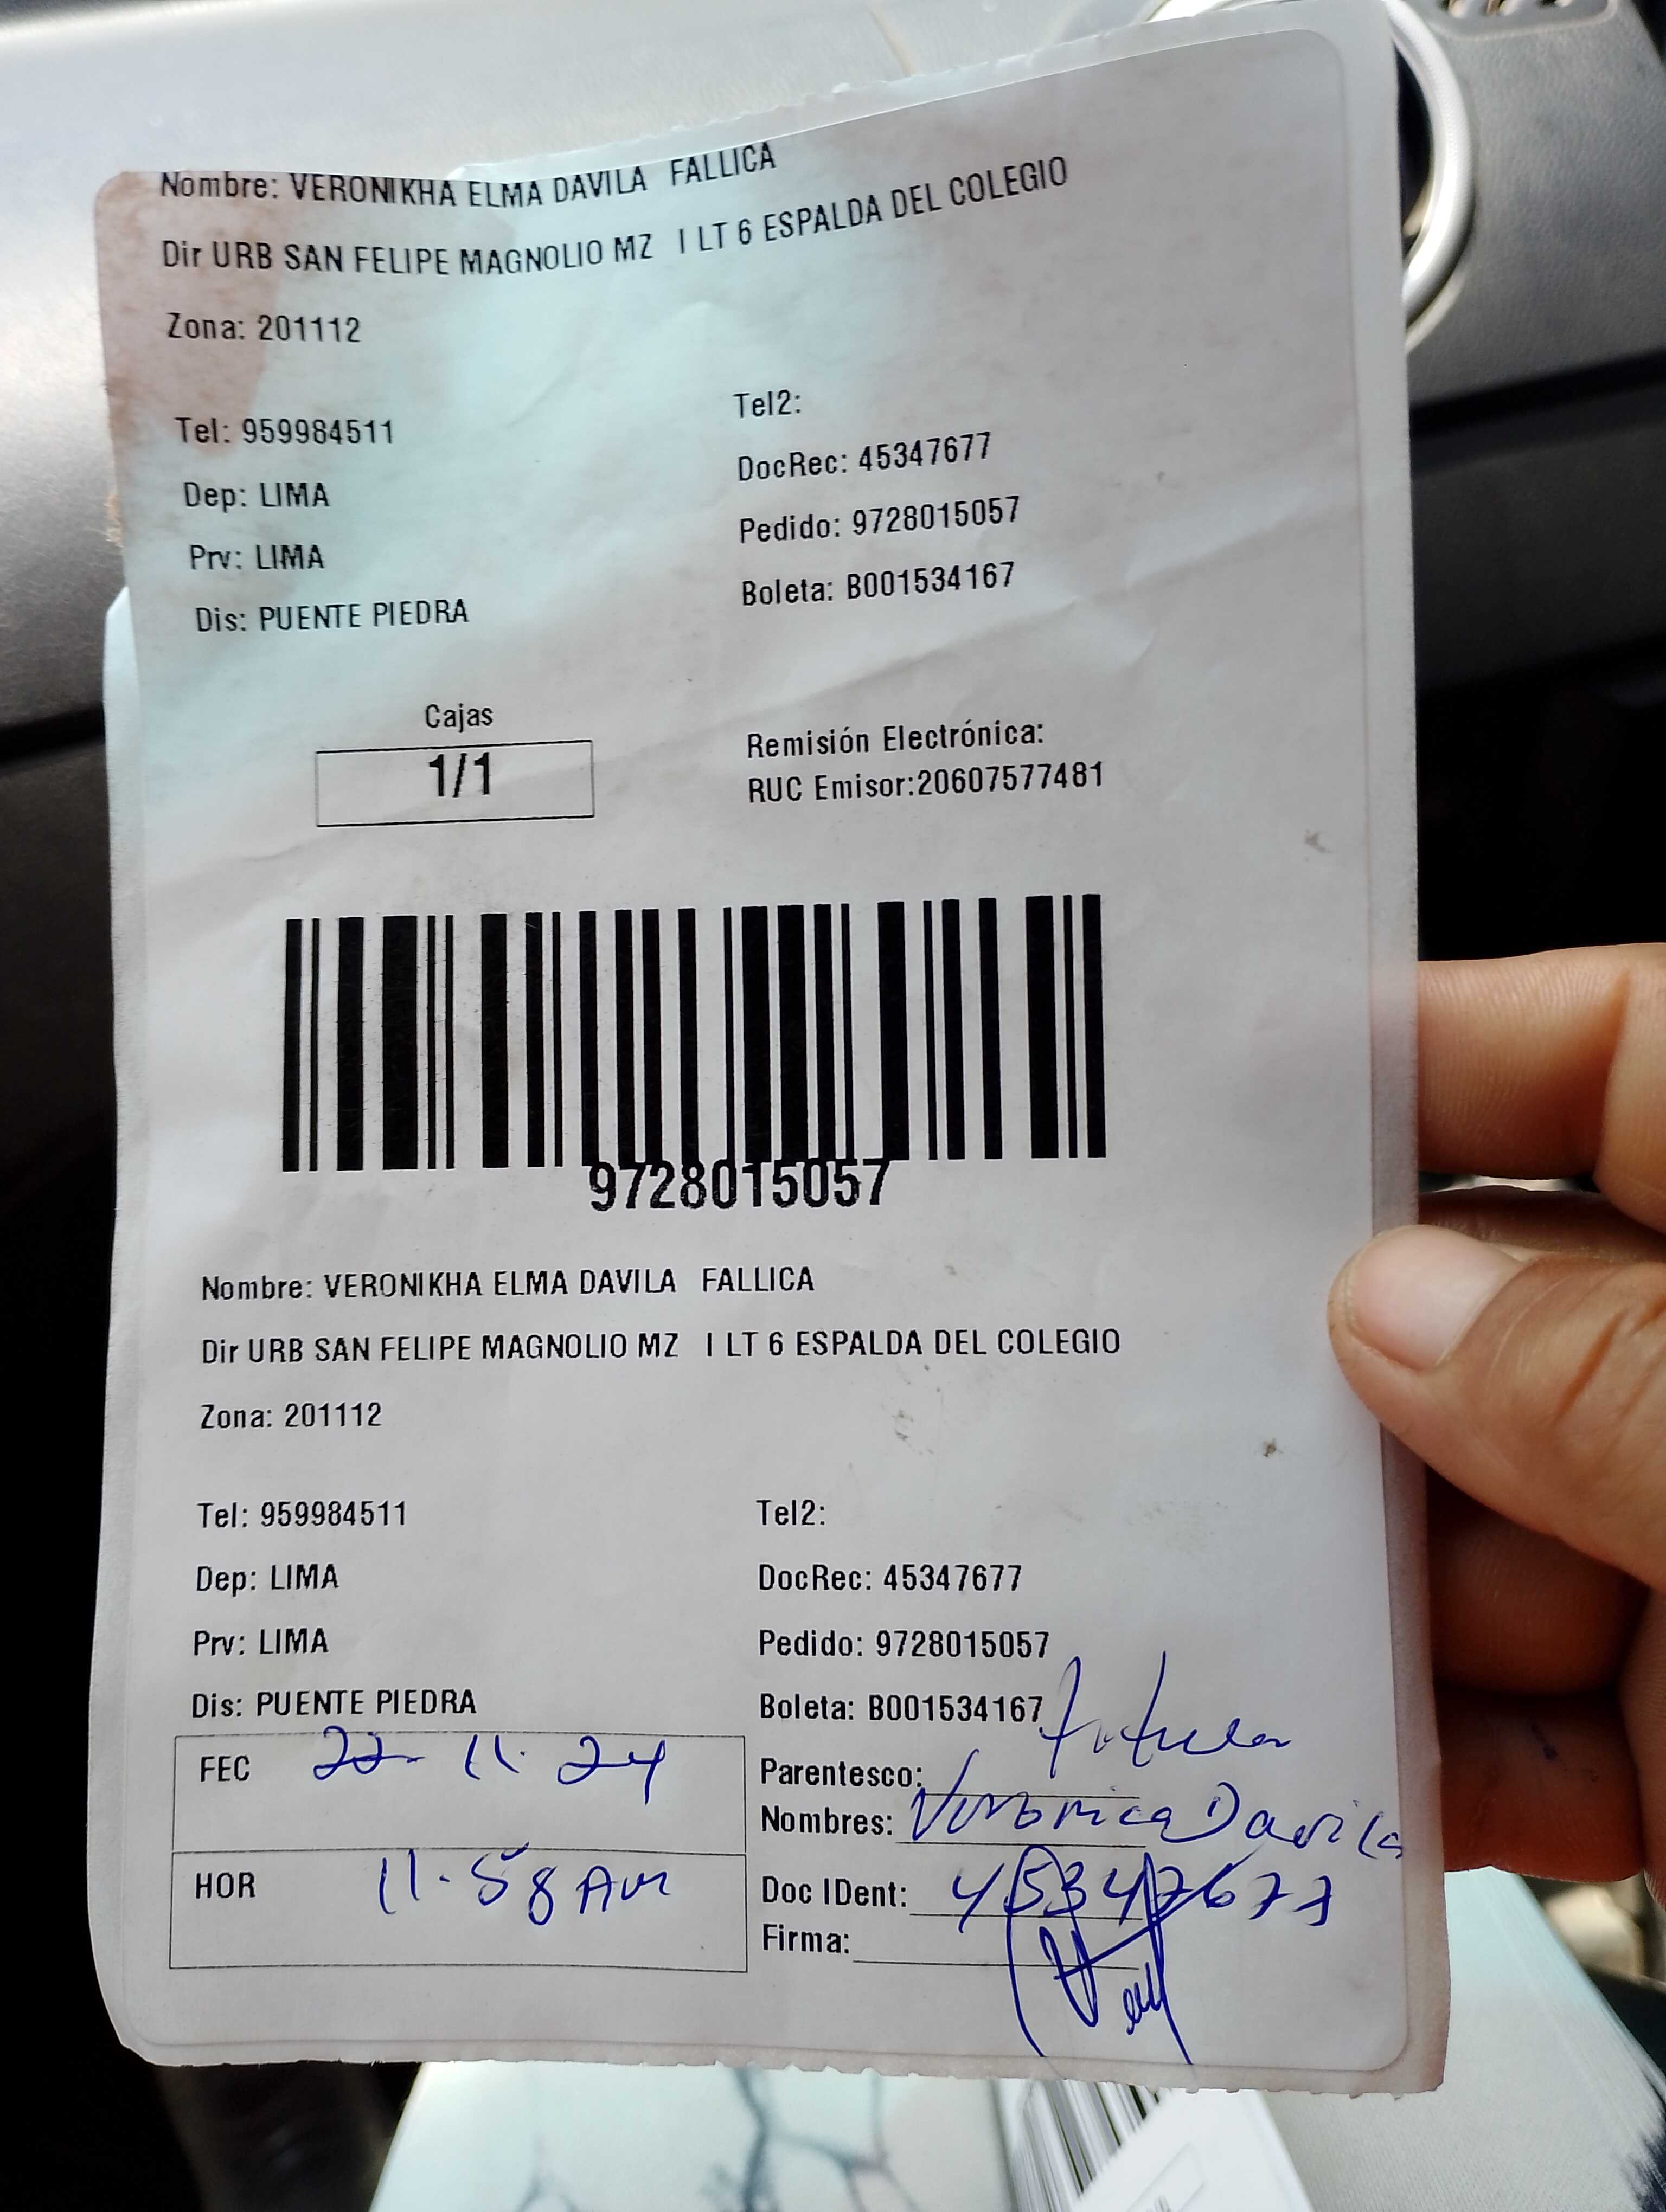 Nombre: VERONIKHA ELMA DAVILA FALLICA
Dir URB SAN FELIPE MAGNOLIO MZ I LT 6 ESPALDA DEL COLEGIO
Zona: 201112
Tel: 959984511
Tel2:
Dep: LIMA
DocRec: 45347677
Prv: LIMA
Pedido: 9728015057
Dis: PUENTE PIEDRA
Boleta: B001534167
Cajas
1/1
Remisión Electrónica:
RUC Emisor:20607577481
9728015057
Nombre: VERONIKHA ELMA DAVILA FALLICA
Dir URB SAN FELIPE MAGNOLIO MZ I LT 6 ESPALDA DEL COLEGIO
Zona: 201112
Tel: 959984511
Tel2:
Dep: LIMA
DocRec: 45347677
Prv: LIMA
Pedido: 9728015057
Dis: PUENTE PIEDRA
Boleta: B001534167
FEC 22-11-24
HOR 11.58 AM
Parentesco: titular
Nombres: Veronica Davila
Doc IDent: 45347677
Firma: